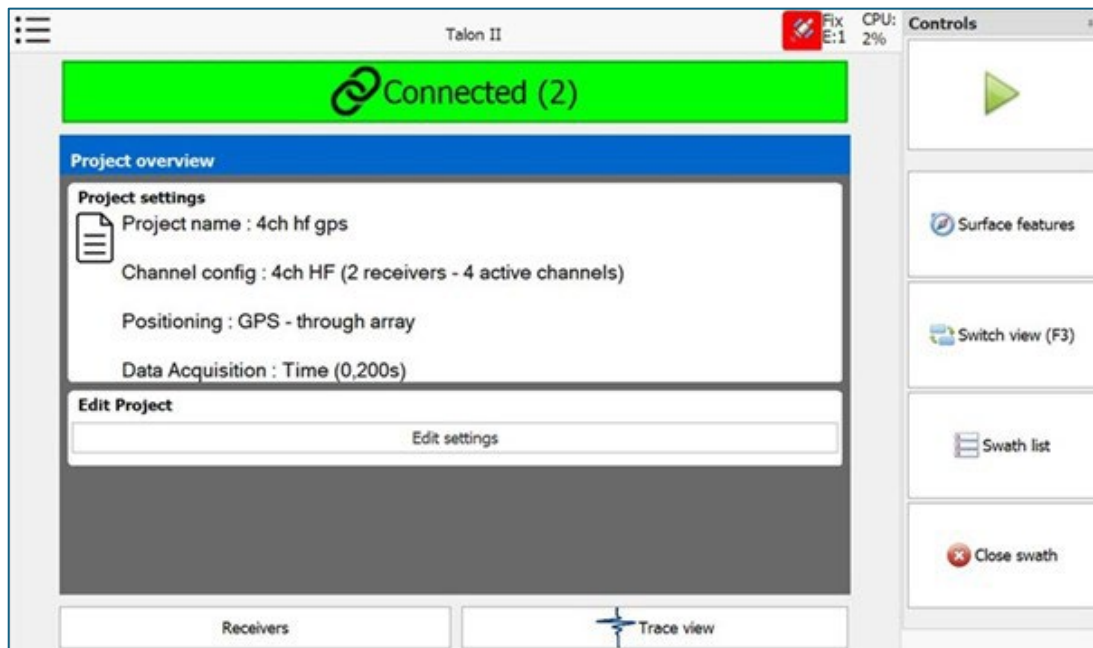 Talon II
Fix
E:1
CPU:
2%
Connected (2)
Project overview
Project settings
Project name : 4ch hf gps
Channel config : 4ch HF (2 receivers - 4 active channels)
Positioning : GPS - through array
Data Acquisition : Time (0,200s)
Edit Project
Edit settings
Receivers
Trace view
Controls
Surface features
Switch view (F3)
Swath list
Close swath